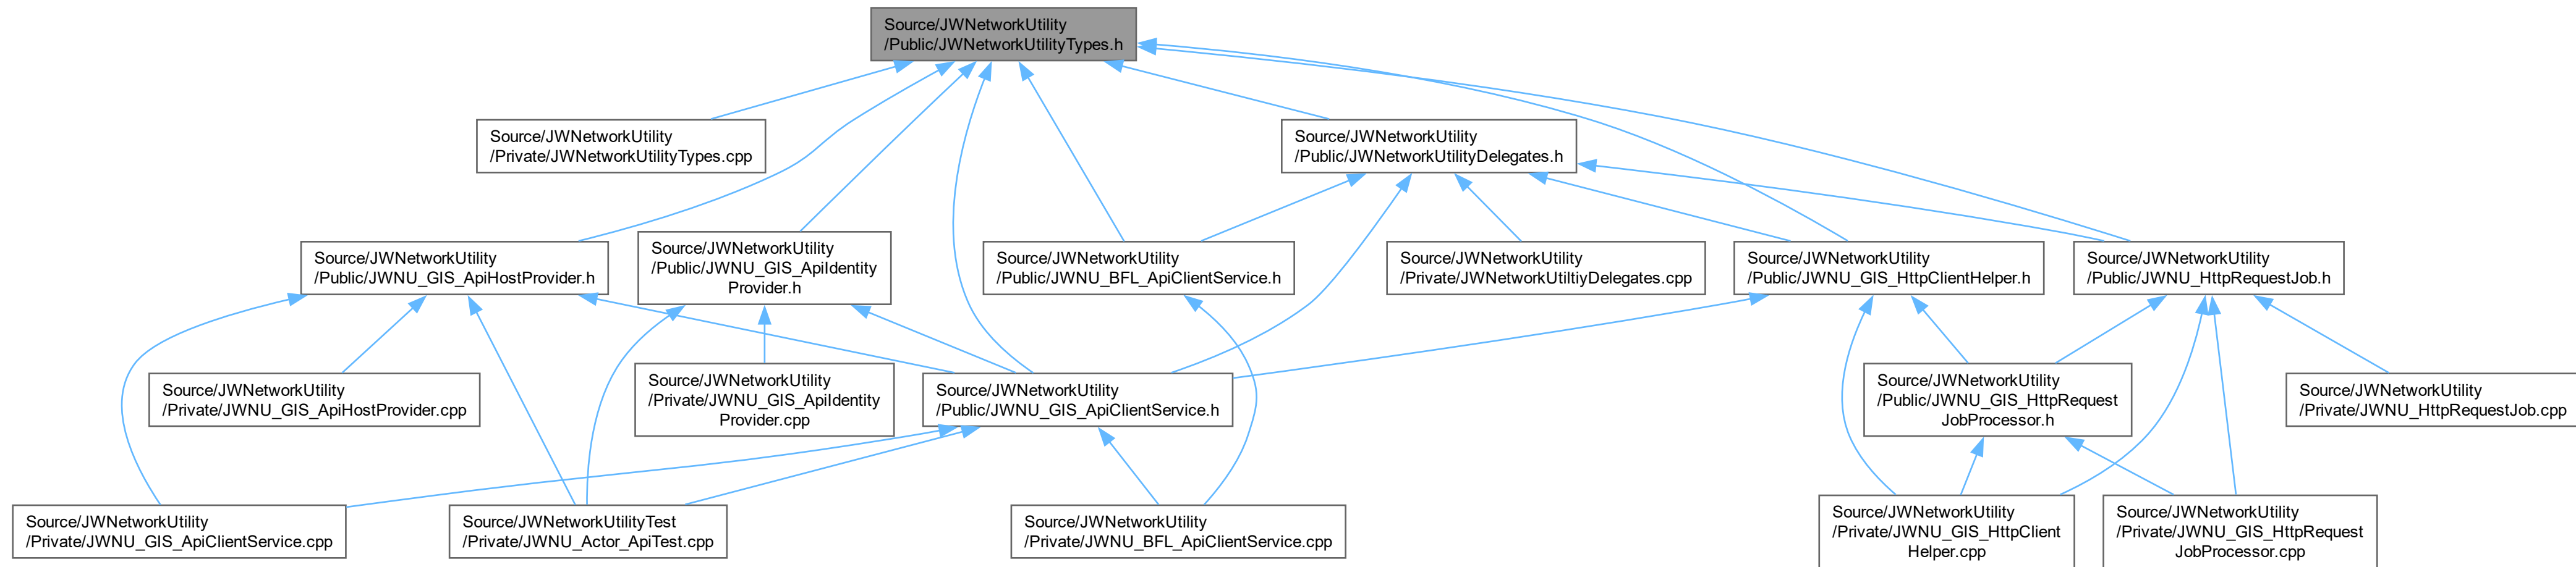 Source/JWNetworkUtility
/Public/JWNetworkUtilityTypes.h
Source/JWNetworkUtility
/Private/JWNetworkUtilityTypes.cpp
Source/JWNetworkUtility
/Public/JWNetworkUtilityDelegates.h
Source/JWNetworkUtility
/Public/JWNU_GIS_ApiHostProvider.h
Source/JWNetworkUtility
/Public/JWNU_GIS_ApiIdentity
Provider.h
Source/JWNetworkUtility
/Public/JWNU_BFL_ApiClientService.h
Source/JWNetworkUtility
/Private/JWNetworkUtiltiyDelegates.cpp
Source/JWNetworkUtility
/Public/JWNU_GIS_HttpClientHelper.h
Source/JWNetworkUtility
/Public/JWNU_HttpRequestJob.h
Source/JWNetworkUtility
/Private/JWNU_GIS_ApiHostProvider.cpp
Source/JWNetworkUtility
/Private/JWNU_GIS_ApiIdentity
Provider.cpp
Source/JWNetworkUtility
/Public/JWNU_GIS_ApiClientService.h
Source/JWNetworkUtility
/Public/JWNU_GIS_HttpRequest
JobProcessor.h
Source/JWNetworkUtility
/Private/JWNU_HttpRequestJob.cpp
Source/JWNetworkUtility
/Private/JWNU_GIS_ApiClientService.cpp
Source/JWNetworkUtilityTest
/Private/JWNU_Actor_ApiTest.cpp
Source/JWNetworkUtility
/Private/JWNU_BFL_ApiClientService.cpp
Source/JWNetworkUtility
/Private/JWNU_GIS_HttpClient
Helper.cpp
Source/JWNetworkUtility
/Private/JWNU_GIS_HttpRequest
JobProcessor.cpp